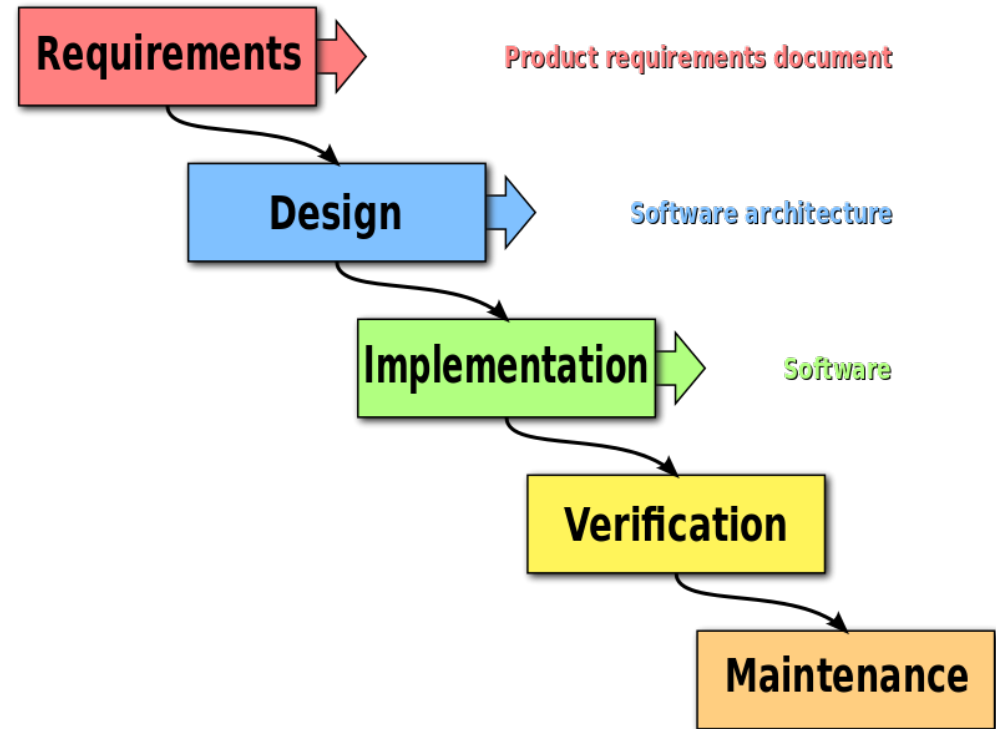 Requirements
Product requirements document
Design
Software architecture
Implementation
Software
Verification
Maintenance